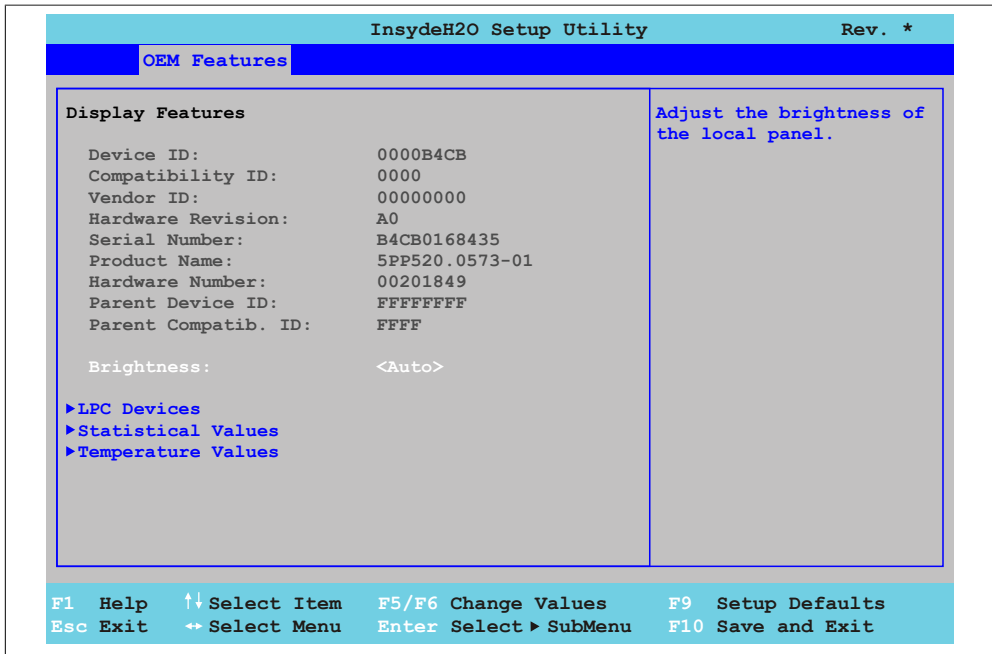 InsydeH2O Setup Utility Rev. *
OEM Features
Display Features
Adjust the brightness of
the local panel.
Device ID: 0000B4CB
Compatibility ID: 0000
Vendor ID: 00000000
Hardware Revision: A0
Serial Number: B4CB0168435
Product Name: 5PP520.0573-01
Hardware Number: 00201849
Parent Device ID: FFFFFFFF
Parent Compatib. ID: FFFF
Brightness: <Auto>
▶LPC Devices
▶Statistical Values
▶Temperature Values
F1 Help ↑↓ Select Item F5/F6 Change Values F9 Setup Defaults
Esc Exit ↔ Select Menu Enter Select ▶ SubMenu F10 Save and Exit